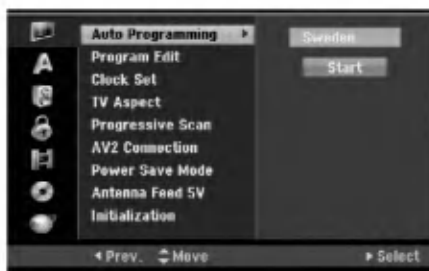 Auto Programming
Sweden
Program Edit
Start
Clock Set
TV Aspect
Progressive Scan
AV2 Connection
Power Save Mode
Antenna Feed 5V
Initialization
A
Prev. Move Select